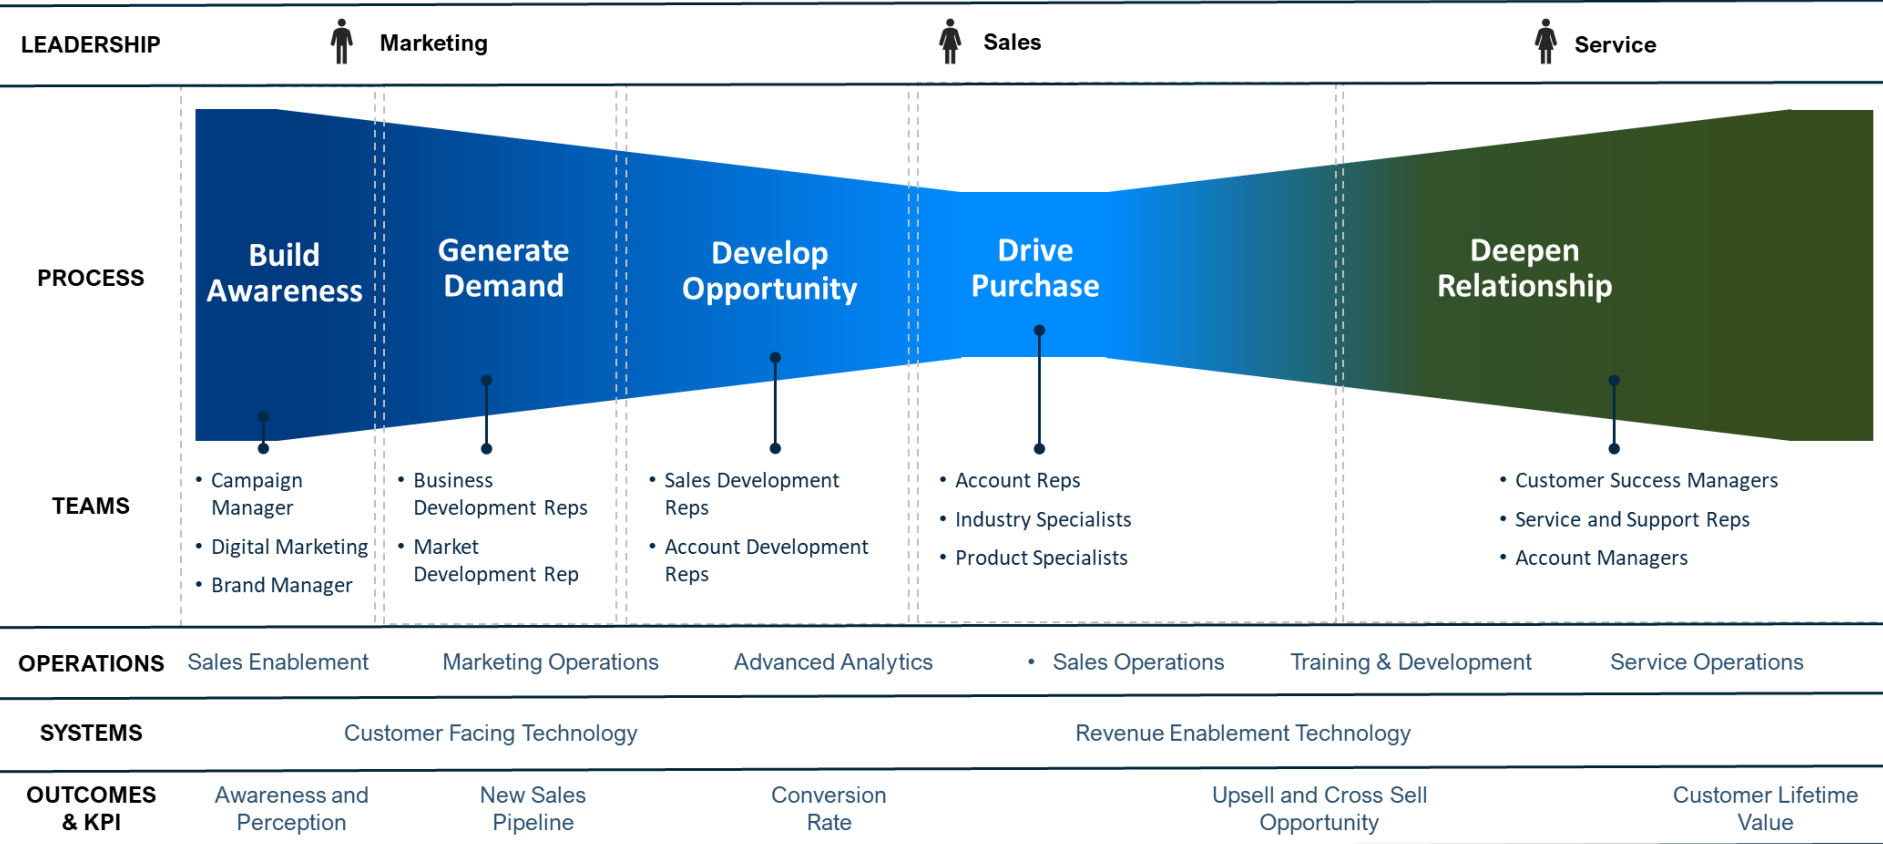 LEADERSHIP
Marketing
Sales
Service
PROCESS
Build
Awareness
Generate
Demand
Develop
Opportunity
Drive
Purchase
Deepen
Relationship
TEAMS
• Campaign
Manager
• Digital Marketing
• Brand Manager
• Business
Development Reps
• Market
Development Rep
• Sales Development
Reps
• Account Development
Reps
• Account Reps
• Industry Specialists
• Product Specialists
• Customer Success Managers
• Service and Support Reps
• Account Managers
OPERATIONS
Sales Enablement
Marketing Operations
Advanced Analytics
• Sales Operations
Training & Development
Service Operations
SYSTEMS
Customer Facing Technology
Revenue Enablement Technology
OUTCOMES
& KPI
Awareness and
Perception
New Sales
Pipeline
Conversion
Rate
Upsell and Cross Sell
Opportunity
Customer Lifetime
Value